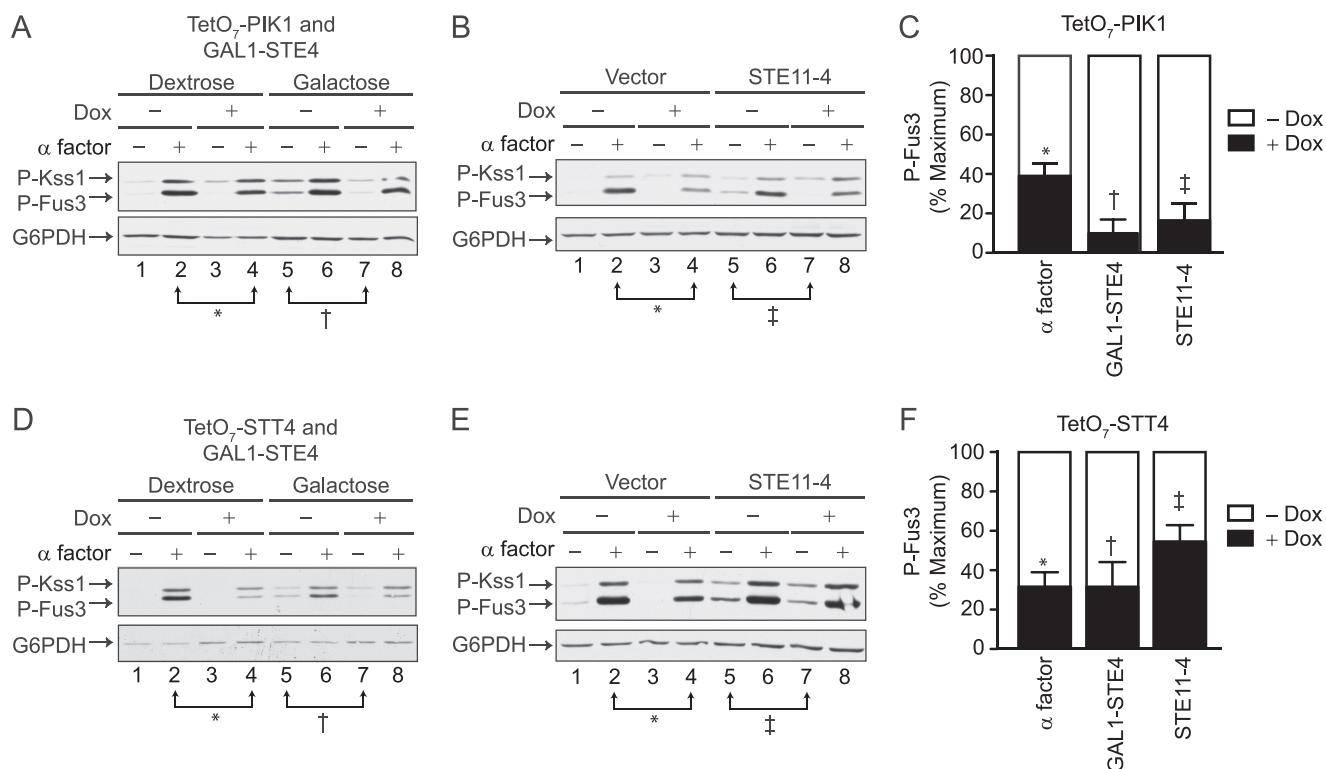 A
TetO7-PIK1 and
GAL1-STE4
Dextrose Galactose
Dox − + − +
α factor − + − + − + − +
P-Kss1
P-Fus3
G6PDH
1 2 3 4 5 6 7 8
* †
B
Vector STE11-4
Dox − + − +
α factor − + − + − + − +
P-Kss1
P-Fus3
G6PDH
1 2 3 4 5 6 7 8
* ‡
C
TetO7-PIK1
P-Fus3
(% Maximum)
100
80
60
40
20
0
* † ‡
α factor
GAL1-STE4
STE11-4
− Dox
+ Dox
D
TetO7-STT4 and
GAL1-STE4
Dextrose Galactose
Dox − + − +
α factor − + − + − + − +
P-Kss1
P-Fus3
G6PDH
1 2 3 4 5 6 7 8
* †
E
Vector STE11-4
Dox − + − +
α factor − + − + − + − +
P-Kss1
P-Fus3
G6PDH
1 2 3 4 5 6 7 8
* ‡
F
TetO7-STT4
P-Fus3
(% Maximum)
100
80
60
40
20
0
* † ‡
α factor
GAL1-STE4
STE11-4
− Dox
+ Dox